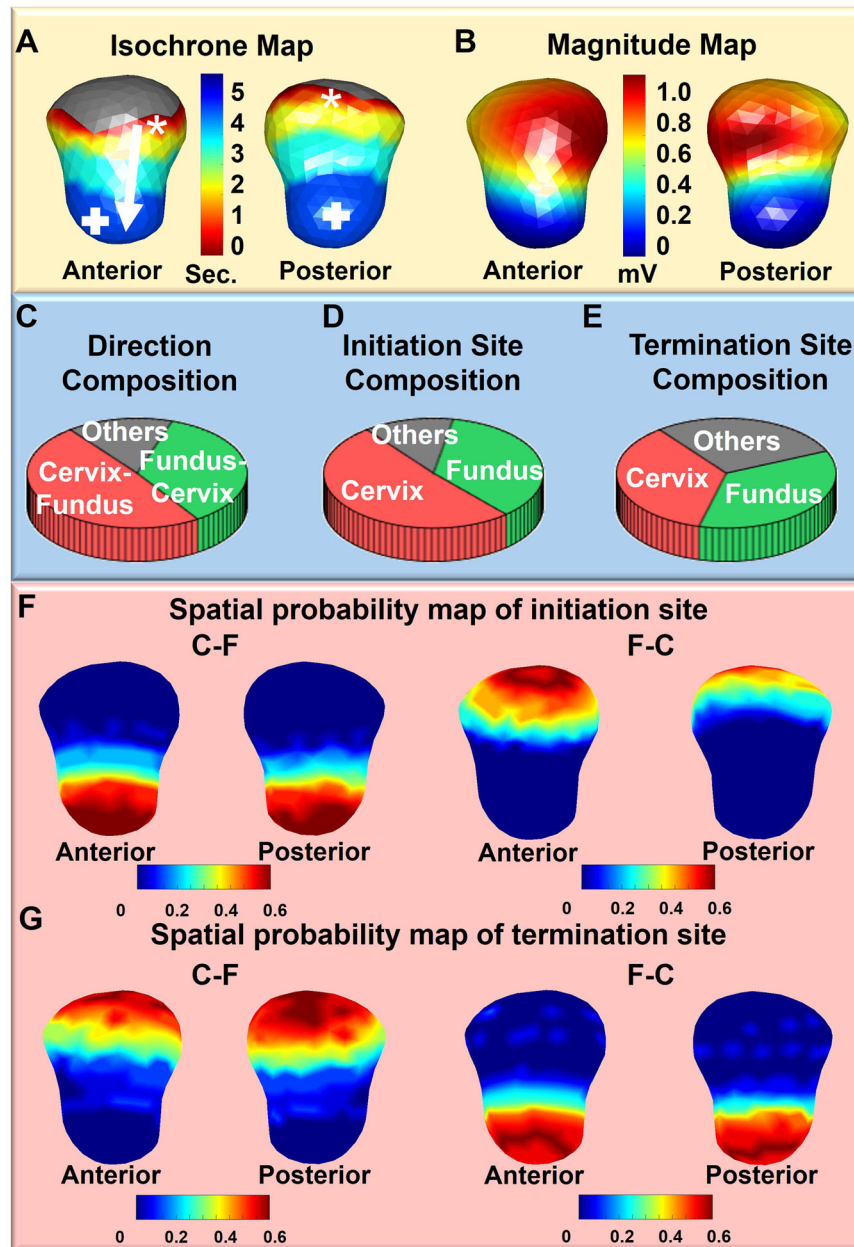 A
Isochrone Map
B
Magnitude Map
*
*
5
4
3
2
1
0
Sec.
1.0
0.8
0.6
0.4
0.2
0
mV
Anterior
Posterior
Anterior
Posterior
C
Direction
Composition
D
Initiation Site
Composition
E
Termination Site
Composition
Others
Cervix-
Fundus
Fundus-
Cervix
Others
Cervix
Fundus
Others
Cervix
Fundus
F
Spatial probability map of initiation site
C-F
F-C
Anterior
Posterior
Anterior
Posterior
0 0.2 0.4 0.6
0 0.2 0.4 0.6
G
Spatial probability map of termination site
C-F
F-C
Anterior
Posterior
Anterior
Posterior
0 0.2 0.4 0.6
0 0.2 0.4 0.6